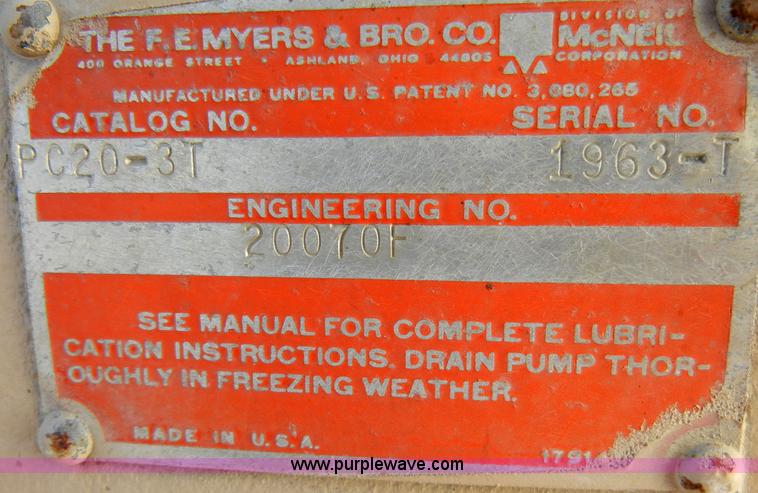 THE F. E. MYERS & BRO. CO.
400 ORANGE STREET • ASHLAND, OHIO 44805
DIVISION OF
McNEIL
CORPORATION
MANUFACTURED UNDER U.S. PATENT NO. 3,680,265
CATALOG NO. SERIAL NO.
PC20-3T 1963-T
ENGINEERING NO.
20070F
SEE MANUAL FOR COMPLETE LUBRI-
CATION INSTRUCTIONS. DRAIN PUMP THOR-
OUGHLY IN FREEZING WEATHER.
MADE IN U.S.A.
www.purplewave.com